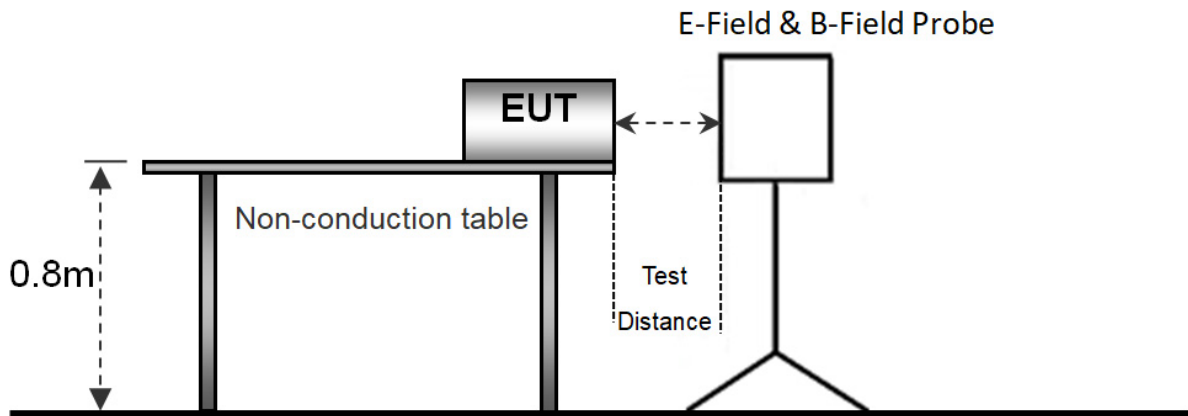 E-Field & B-Field Probe
EUT
Non-conduction table
0.8m
Test
Distance